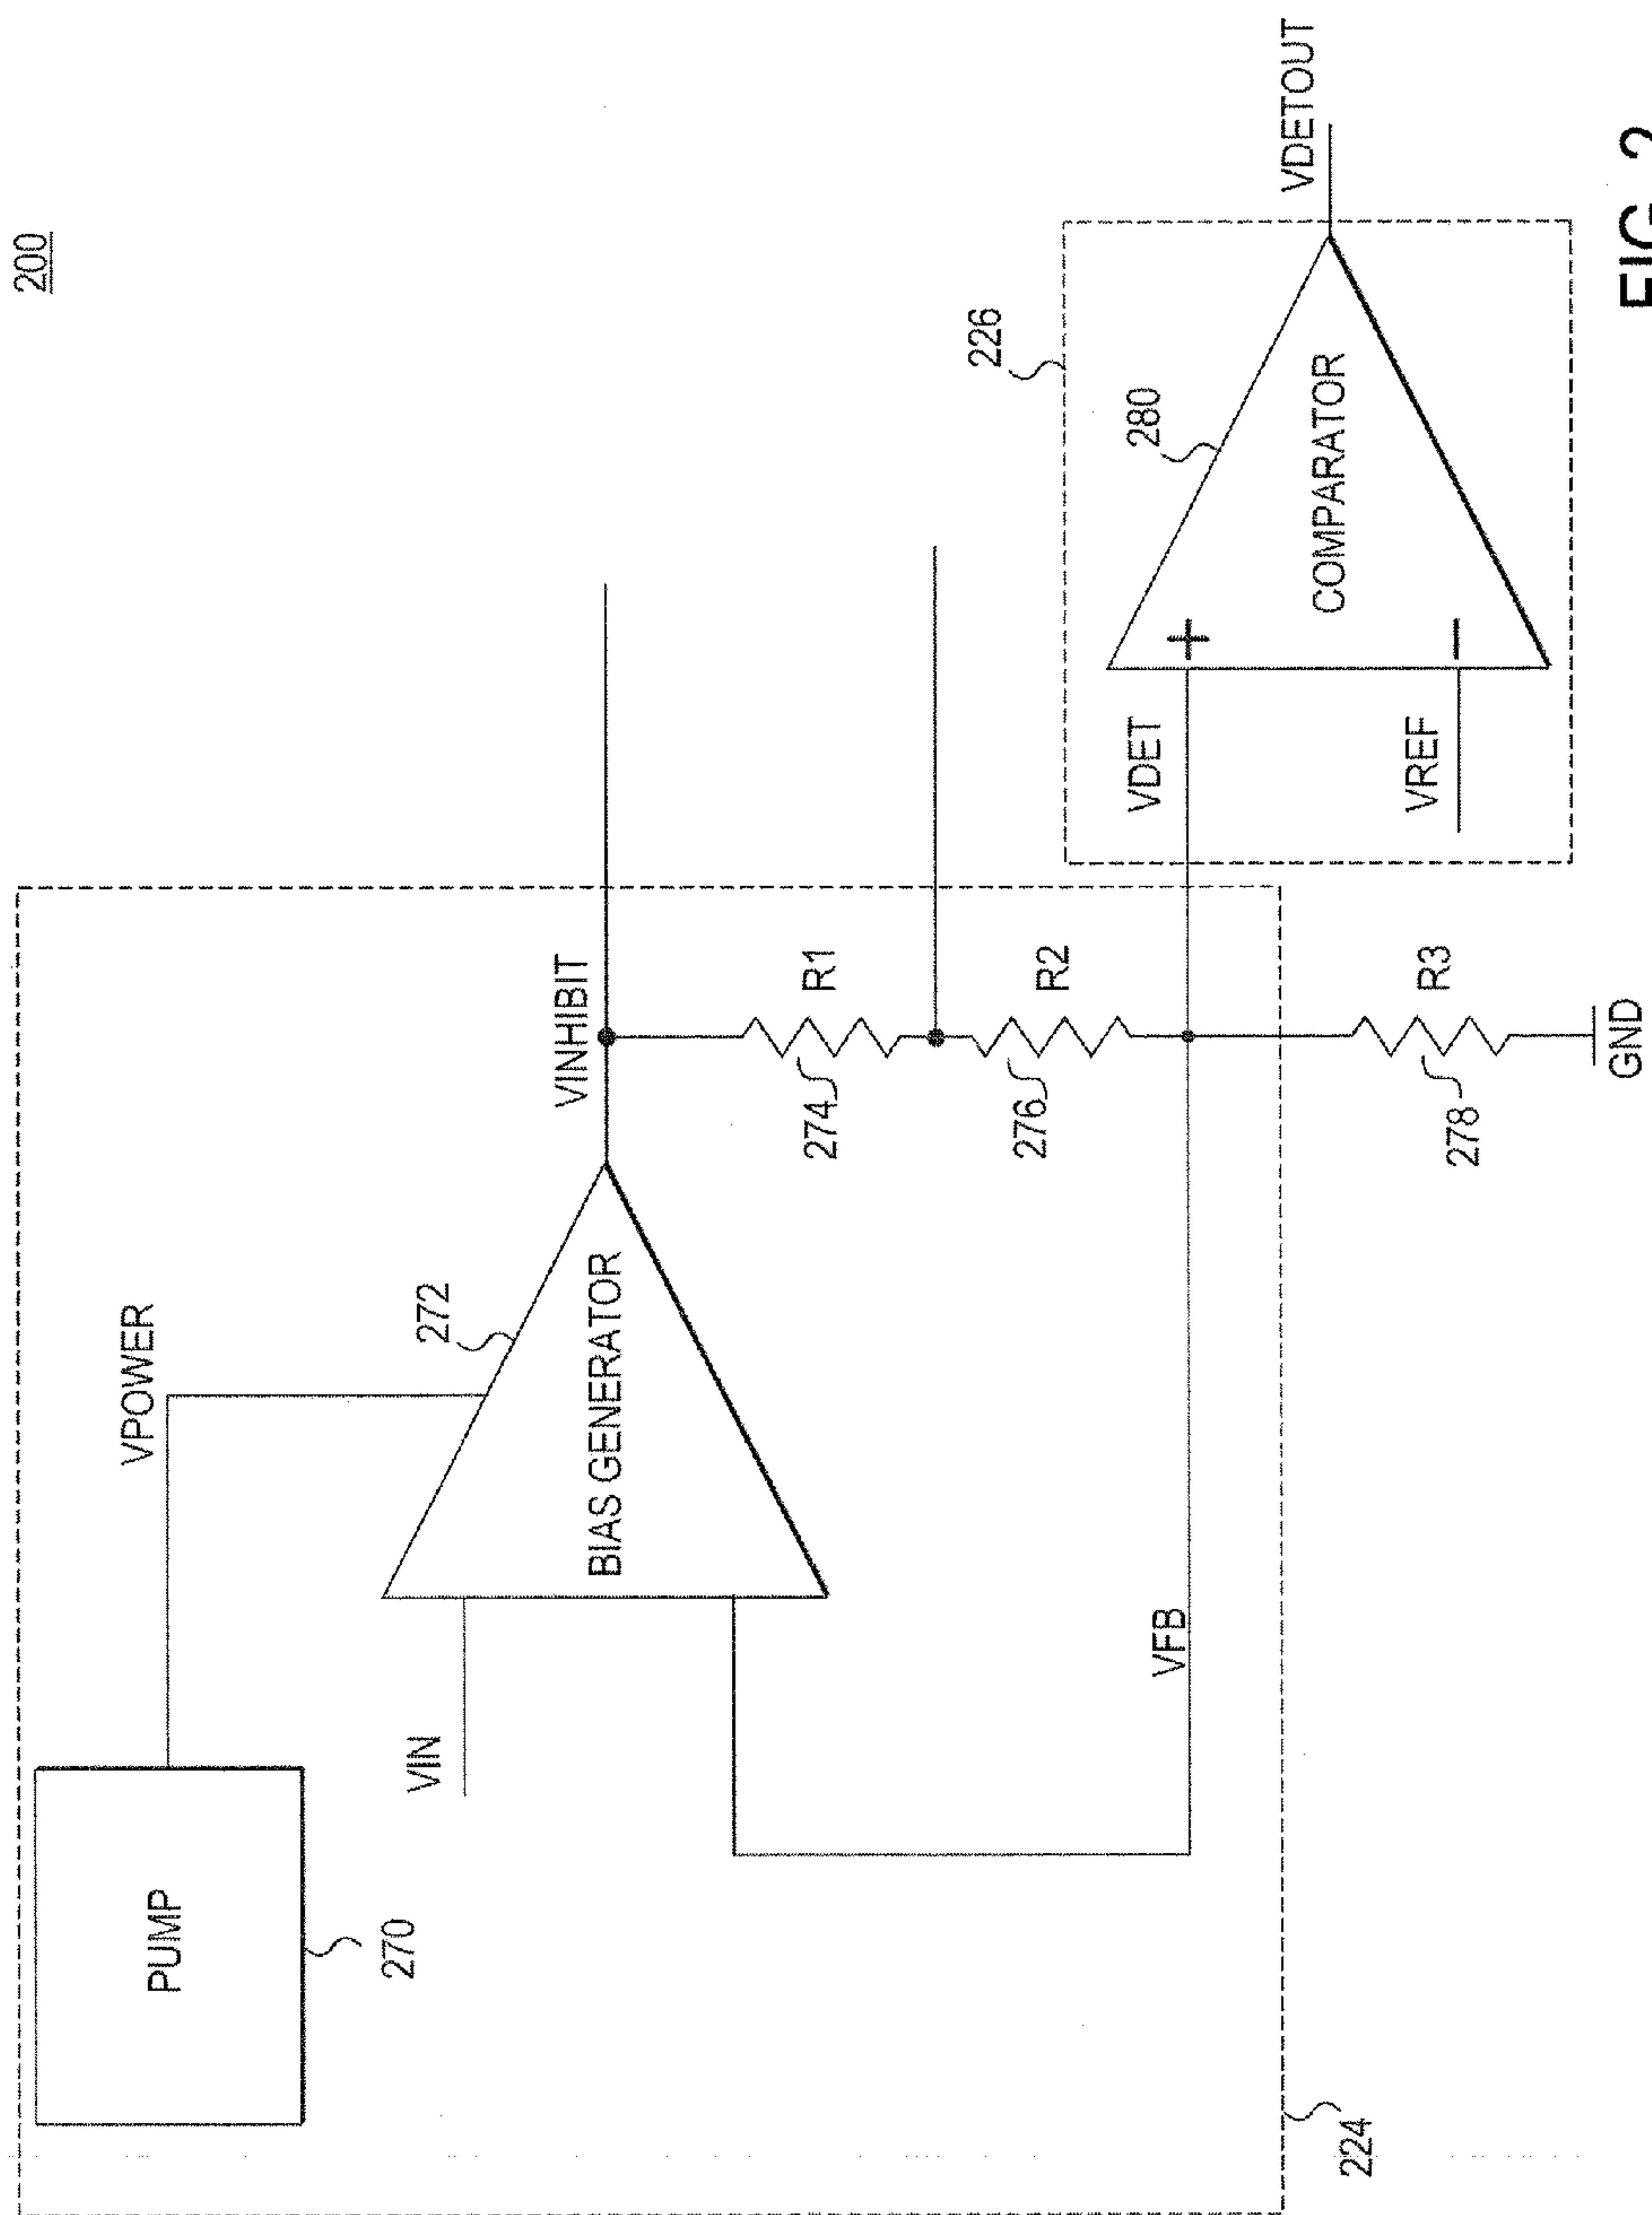 200
PUMP
270
VPOWER
VIN
272
BIAS GENERATOR
VINHIBIT
274
R1
276
R2
VFB
224
278
R3
GND
226
280
VDET
+
COMPARATOR
VREF
−
VDETOUT
FIG. 2